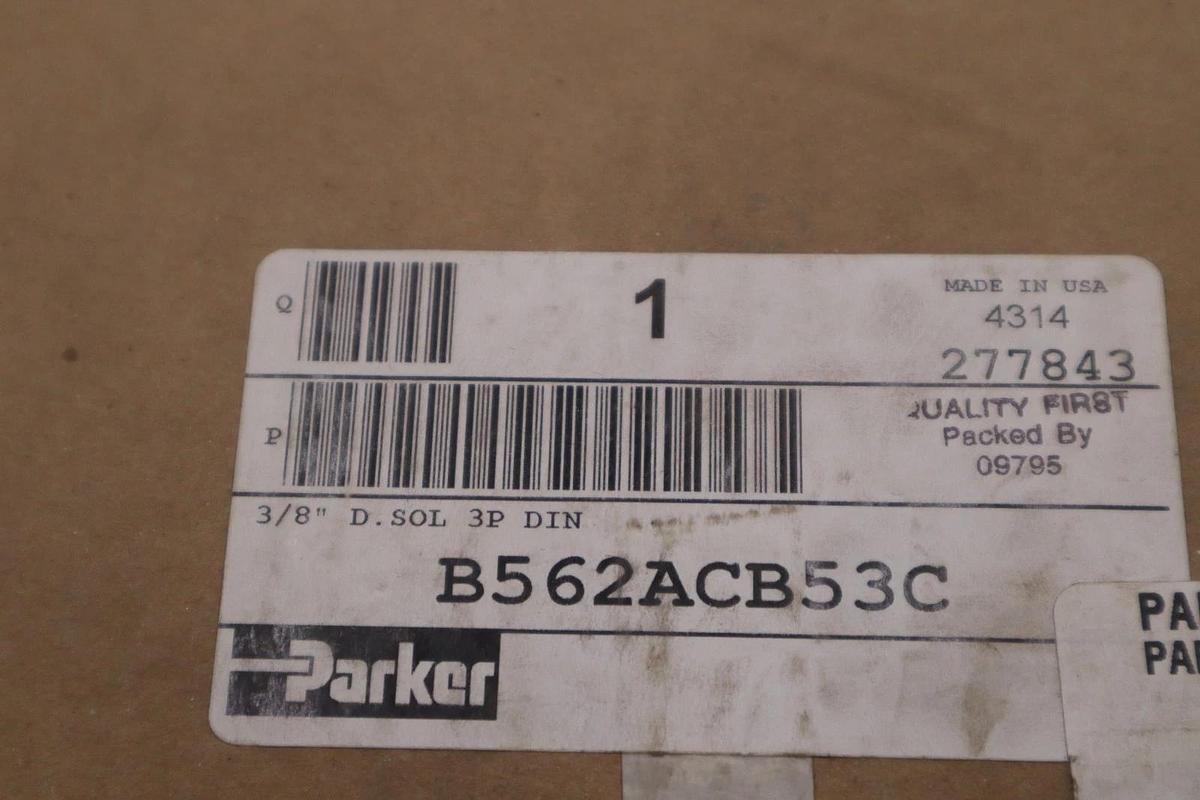 Q
1
MADE IN USA
4314
277843
P
QUALITY FIRST
Packed By
09795
3/8" D.SOL 3P DIN
B562ACB53C
Parker